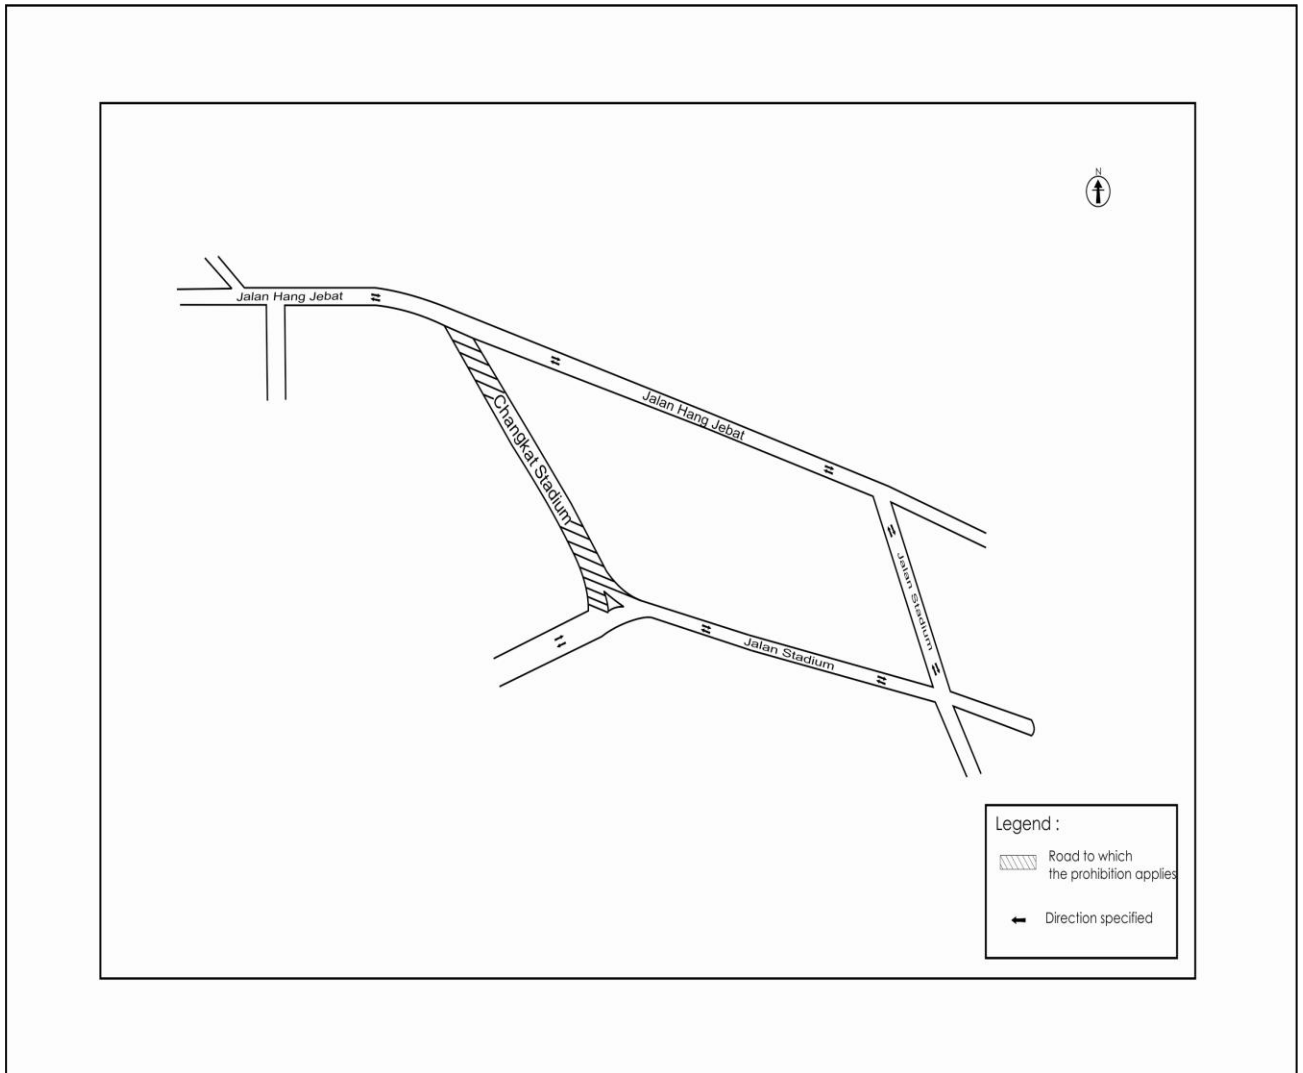 N
Jalan Hang Jebat
Jalan Hang Jebat
Changkat Stadium
Jalan Stadium
Jalan Stadium
Legend :
Road to which
the prohibition applies
Direction specified